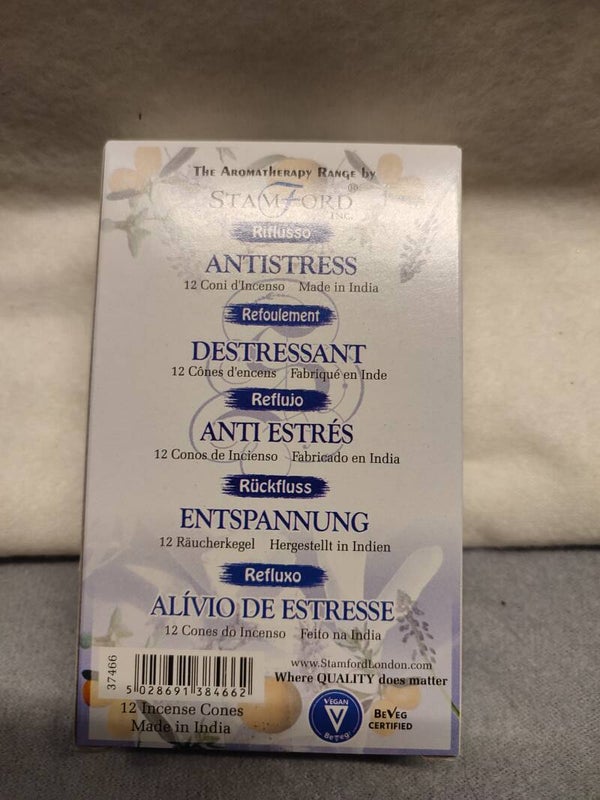 The Aromatherapy Range by
STAMFORD®
INC.
Riflusso
ANTISTRESS
12 Coni d'Incenso Made in India
Refoulement
DESTRESSANT
12 Cônes d'encens Fabriqué en Inde
Reflujo
ANTI ESTRÉS
12 Conos de Incienso Fabricado en India
Rückfluss
ENTSPANNUNG
12 Räucherkegel Hergestellt in Indien
Refluxo
ALÍVIO DE ESTRESSE
12 Cones do Incenso Feito na India
37466
5 028691 384662
12 Incense Cones
Made in India
www.StamfordLondon.com
Where QUALITY does matter
VEGAN
V
BeVeg
BEVEG
CERTIFIED